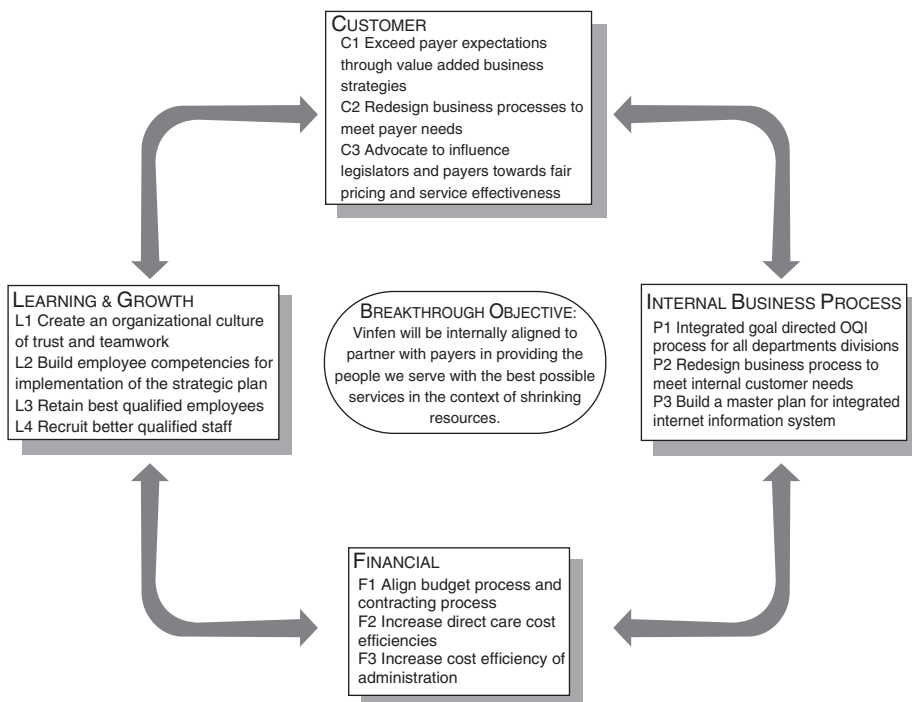 CUSTOMER
C1 Exceed payer expectations
through value added business
strategies
C2 Redesign business processes to
meet payer needs
C3 Advocate to influence
legislators and payers towards fair
pricing and service effectiveness
LEARNING & GROWTH
L1 Create an organizational culture
of trust and teamwork
L2 Build employee competencies for
implementation of the strategic plan
L3 Retain best qualified employees
L4 Recruit better qualified staff
BREAKTHROUGH OBJECTIVE:
Vinfen will be internally aligned to
partner with payers in providing the
people we serve with the best possible
services in the context of shrinking
resources.
INTERNAL BUSINESS PROCESS
P1 Integrated goal directed OQI
process for all departments divisions
P2 Redesign business process to
meet internal customer needs
P3 Build a master plan for integrated
internet information system
FINANCIAL
F1 Align budget process and
contracting process
F2 Increase direct care cost
efficiencies
F3 Increase cost efficiency of
administration